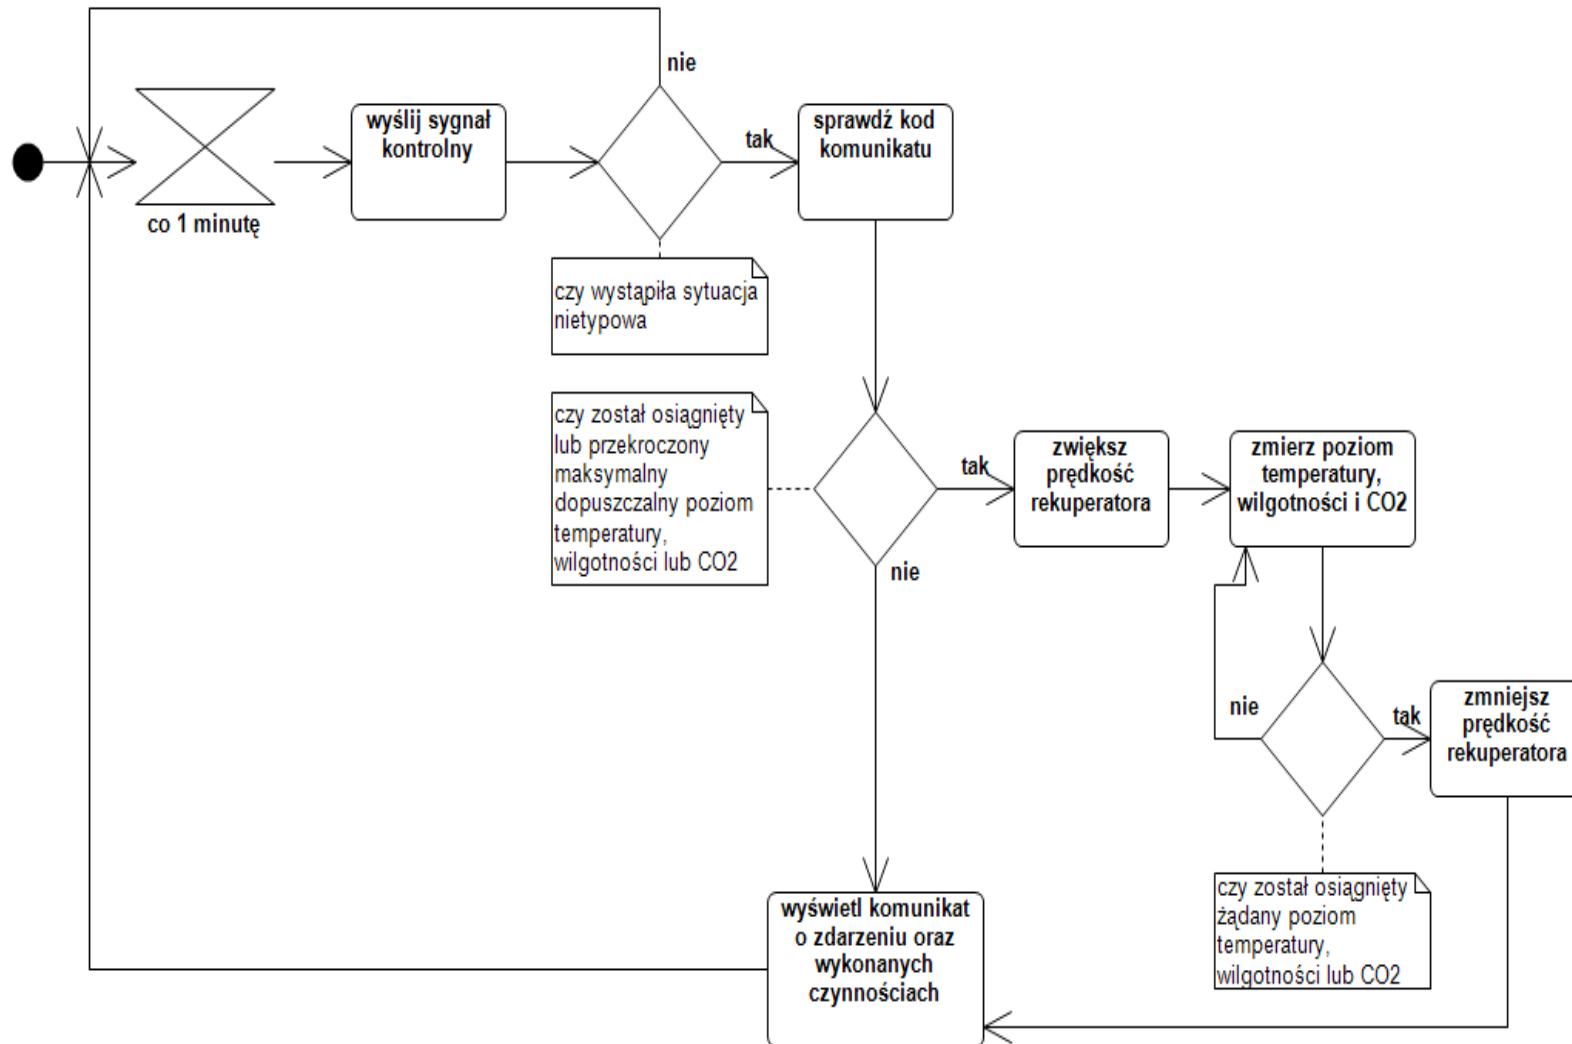 nie
wyślij sygnał
kontrolny
tak
sprawdź kod
komunikatu
co 1 minutę
czy wystąpiła sytuacja
nietypowa
czy został osiągnięty
lub przekroczony
maksymalny
dopuszczalny poziom
temperatury,
wilgotności lub CO2
tak
zwiększ
prędkość
rekuperatora
zmierz poziom
temperatury,
wilgotności i CO2
nie
nie
tak
zmniejsz
prędkość
rekuperatora
czy został osiągnięty
żądany poziom
temperatury,
wilgotności lub CO2
wyświetl komunikat
o zdarzeniu oraz
wykonanych
czynnościach